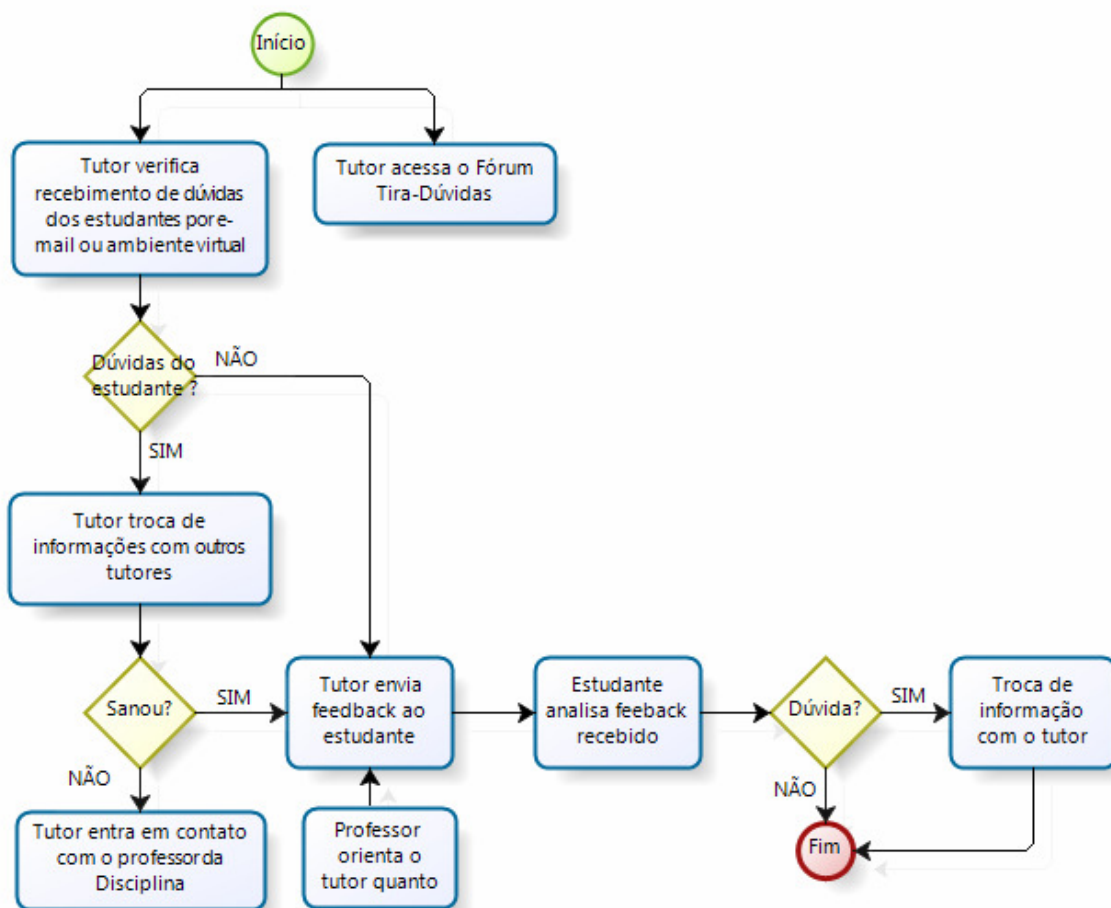 Início
Tutor verifica
recebimento de dúvidas
dos estudantes por e-
mail ou ambiente virtual
Tutor acessa o Fórum
Tira-Dúvidas
Dúvidas do
estudante ?
NÃO
SIM
Tutor troca de
informações com outros
tutores
Sanou?
SIM
NÃO
Tutor envia
feedback ao
estudante
Estudante
analisa feeback
recebido
Dúvida?
SIM
NÃO
Troca de
informação
com o tutor
Tutor entra em contato
com o professor da
Disciplina
Professor
orienta o
tutor quanto
Fim